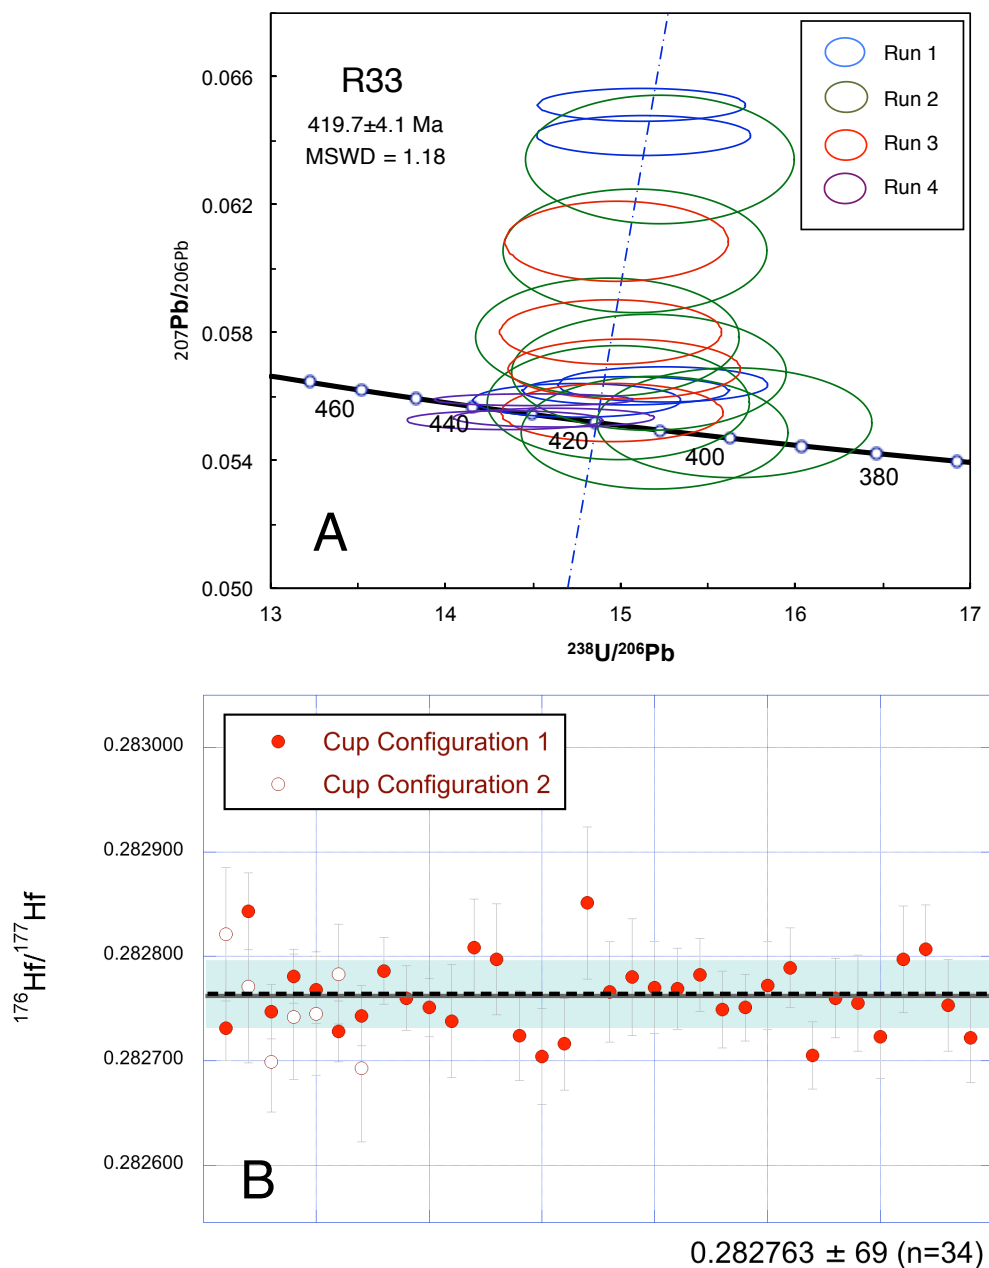 R33
419.7±4.1 Ma
MSWD = 1.18
Run 1
Run 2
Run 3
Run 4
0.066
0.062
0.058
0.054
0.050
207Pb/206Pb
460
440
420
400
380
A
13
14
15
16
17
²³⁸U/²⁰⁶Pb
Cup Configuration 1
Cup Configuration 2
0.283000
0.282900
0.282800
0.282700
0.282600
¹⁷⁶Hf/¹⁷⁷Hf
B
0.282763 ± 69 (n=34)